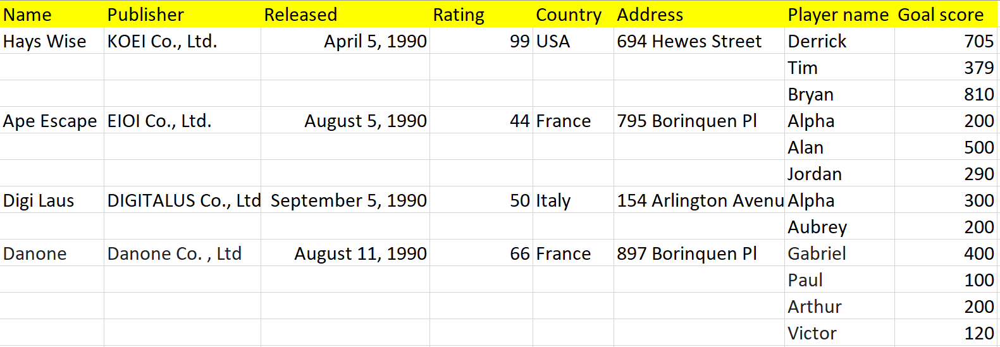 Name Publisher Released Rating Country Address Player name Goal score
Hays Wise KOEI Co., Ltd. April 5, 1990 99 USA 694 Hewes Street Derrick 705
Tim 379
Bryan 810
Ape Escape EIOI Co., Ltd. August 5, 1990 44 France 795 Borinquen Pl Alpha 200
Alan 500
Jordan 290
Digi Laus DIGITALUS Co., Ltd September 5, 1990 50 Italy 154 Arlington Avenu Alpha 300
Aubrey 200
Danone Danone Co. , Ltd August 11, 1990 66 France 897 Borinquen Pl Gabriel 400
Paul 100
Arthur 200
Victor 120